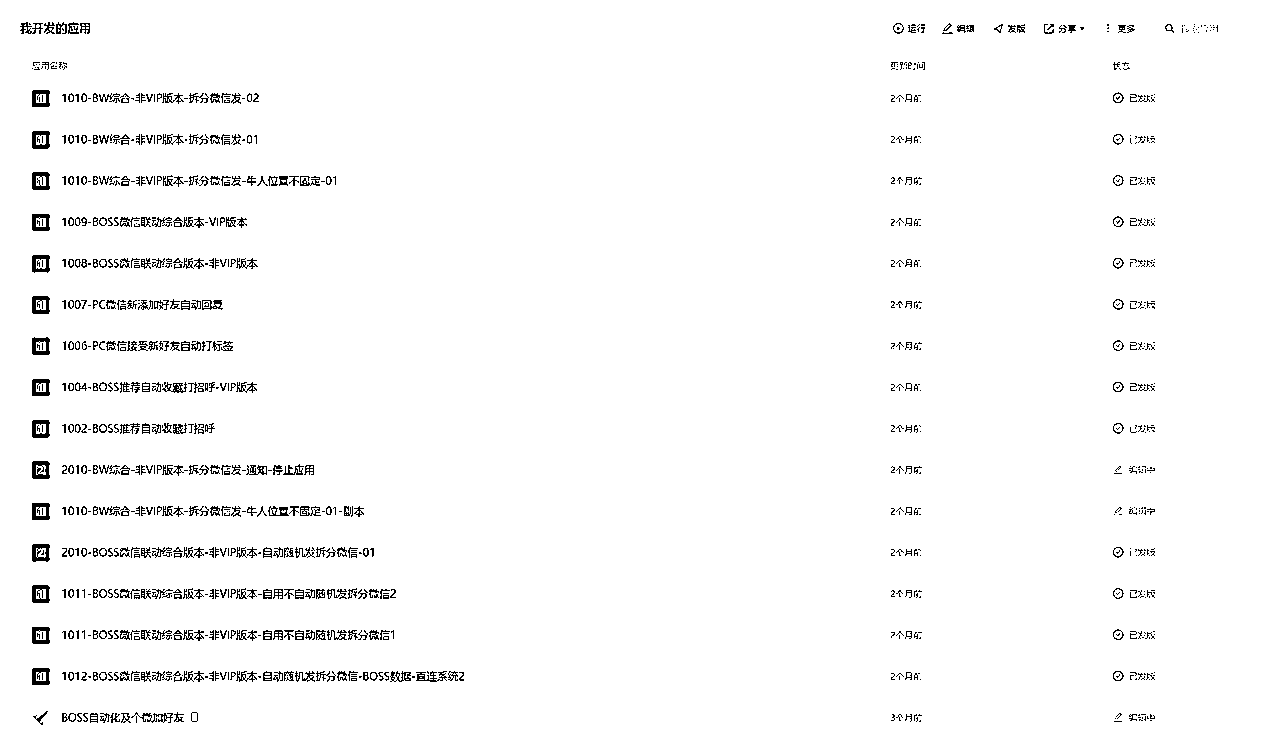 我开发的应用 运行 编辑 发版 分享 更多 搜索应用
应用名称 更新时间 状态
1010-BW综合-非VIP版本-拆分微信发-02 2个月前 已发版
1010-BW综合-非VIP版本-拆分微信发-01 2个月前 已发版
1010-BW综合-非VIP版本-拆分微信发-牛人位置不固定-01 2个月前 已发版
1009-BOSS微信联动综合版本-VIP版本 2个月前 已发版
1008-BOSS微信联动综合版本-非VIP版本 2个月前 已发版
1007-PC微信新添加好友自动回复 2个月前 已发版
1006-PC微信接受新好友自动打标签 2个月前 已发版
1004-BOSS推荐自动收藏打招呼-VIP版本 2个月前 已发版
1002-BOSS推荐自动收藏打招呼 2个月前 已发版
2010-BW综合-非VIP版本-拆分微信发-通知-停止应用 2个月前 编辑中
1010-BW综合-非VIP版本-拆分微信发-牛人位置不固定-01-副本 2个月前 编辑中
2010-BOSS微信联动综合版本-非VIP版本-自动随机发拆分微信-01 2个月前 已发版
1011-BOSS微信联动综合版本-非VIP版本-自用不自动随机发拆分微信2 2个月前 已发版
1011-BOSS微信联动综合版本-非VIP版本-自用不自动随机发拆分微信1 2个月前 已发版
1012-BOSS微信联动综合版本-非VIP版本-自动随机发拆分微信-BOSS数据-直连系统2 2个月前 已发版
BOSS自动化及个微加好友 3个月前 编辑中